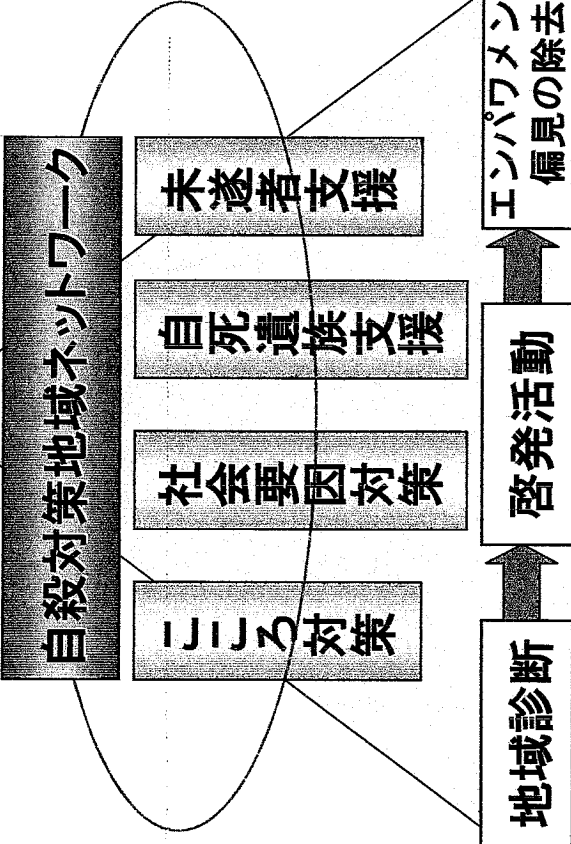 自殺対策地域ネットワーク
こころ対策
社会要因対策
自死遺族支援
未遂者支援
地域診断
啓発活動
エンパワメン
偏見の除去